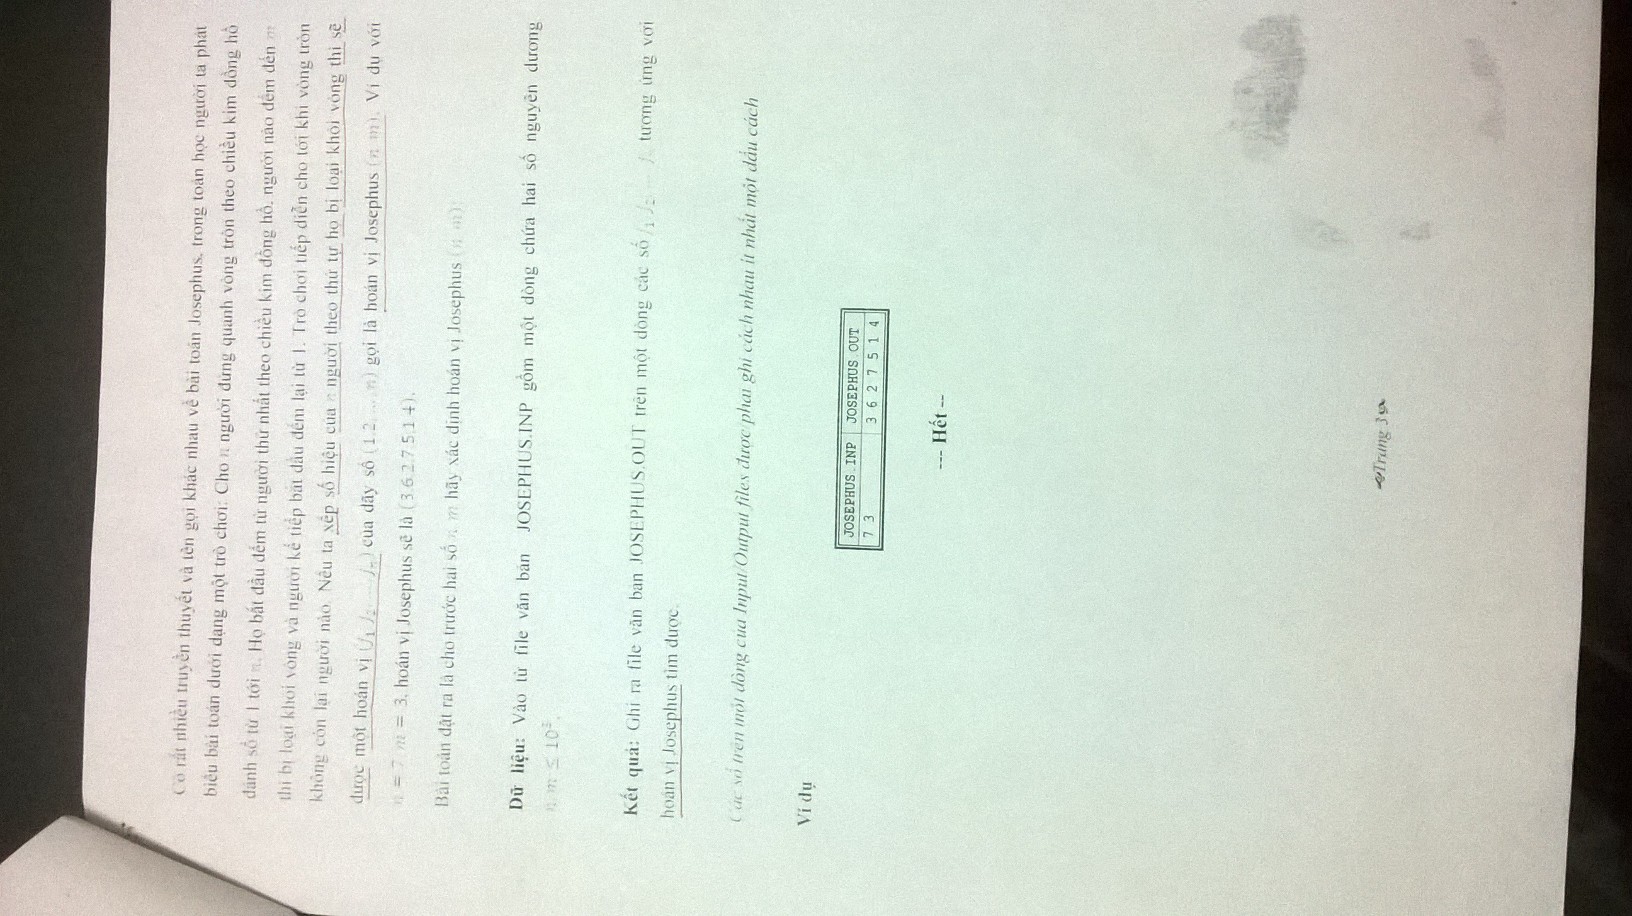 Có rất nhiều truyền thuyết và tên gọi khác nhau về bài toán Josephus, trong toán học người ta phát
biểu bài toán dưới dạng một trò chơi: Cho n người đứng quanh vòng tròn theo chiều kim đồng hồ
đánh số từ 1 tới n. Họ bắt đầu đếm từ người thứ nhất theo chiều kim đồng hồ, người nào đếm đến m
thì bị loại khỏi vòng và người kế tiếp bắt đầu đếm lại từ 1. Trò chơi tiếp diễn cho tới khi vòng tròn
không còn lại người nào. Nếu ta xếp số hiệu của n người theo thứ tự họ bị loại khỏi vòng thì sẽ
được một hoán vị (j1, j2, ..., jn) của dãy số (1,2, ..., n) gọi là hoán vị Josephus (n, m). Ví dụ với
n = 7, m = 3, hoán vị Josephus sẽ là (3,6,2,7,5,1,4).
Bài toán đặt ra là cho trước hai số n, m hãy xác định hoán vị Josephus (n, m)!
Dữ liệu: Vào từ file văn bản JOSEPHUS.INP gồm một dòng chứa hai số nguyên dương
n, m ≤ 10
Kết quả: Ghi ra file văn bản JOSEPHUS.OUT trên một dòng các số j1, j2, ..., tương ứng với
hoán vị Josephus tìm được.
Các số trên một dòng của Input/Output files được phải ghi cách nhau ít nhất một dấu cách
Ví dụ
JOSEPHUS.INP JOSEPHUS.OUT
7 3 3 6 2 7 5 1 4
--- Hết --
Trang 3